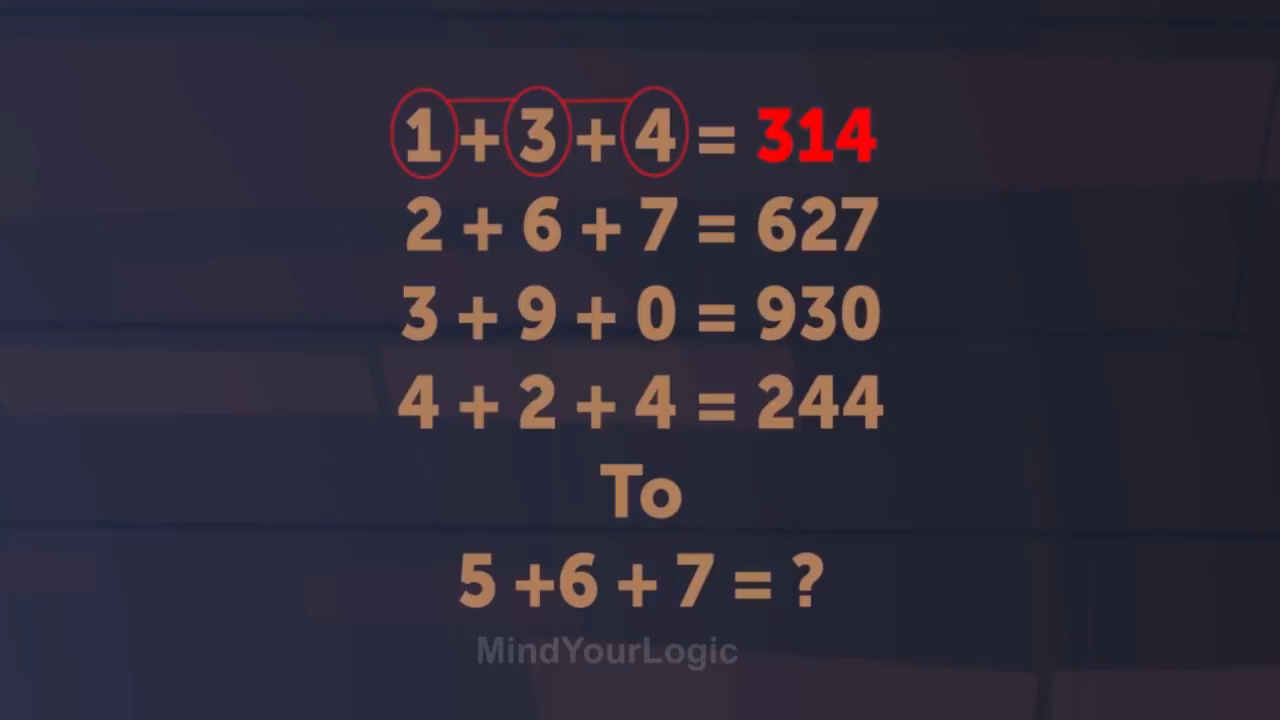 1 + 3 + 4 = 314
2 + 6 + 7 = 627
3 + 9 + 0 = 930
4 + 2 + 4 = 244
To
5 +6 + 7 = ?
MindYourLogic